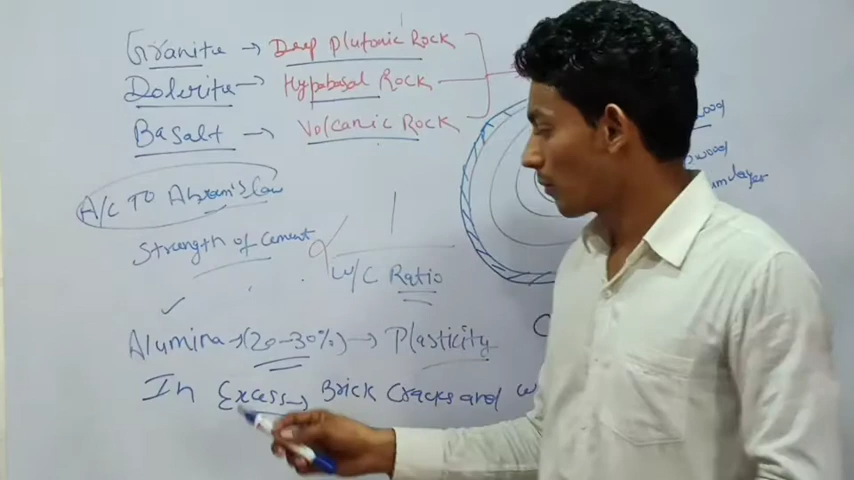 Granite → Deep Plutonic Rock
Dolerite → Hypabasal Rock
Basalt → Volcanic Rock
A/C TO Abram's law
Strength of Cement ∝ 1
W/C Ratio
✓
Alumina → (20-30%) → Plasticity
In Excess → Brick Cracks and